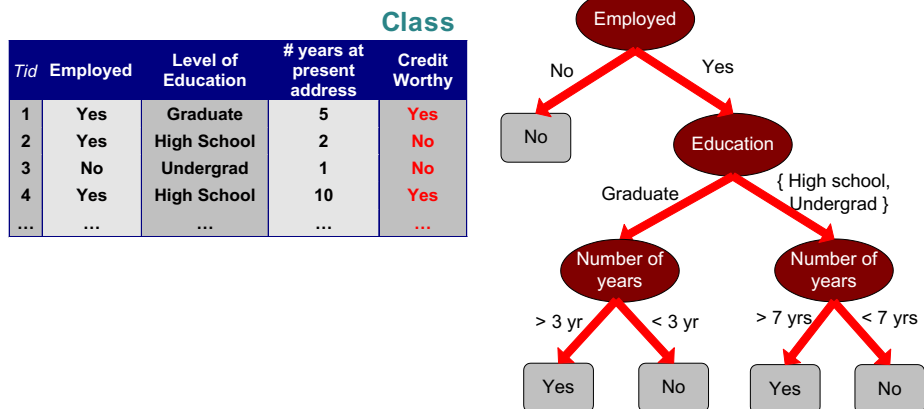 Class
Tid Employed Level of Education # years at present address Credit Worthy
1 Yes Graduate 5 Yes
2 Yes High School 2 No
3 No Undergrad 1 No
4 Yes High School 10 Yes
… … … … …
Employed
No Yes
No
Education
Graduate { High school,
Undergrad }
Number of Number of
years years
> 3 yr < 3 yr > 7 yrs < 7 yrs
Yes No Yes No